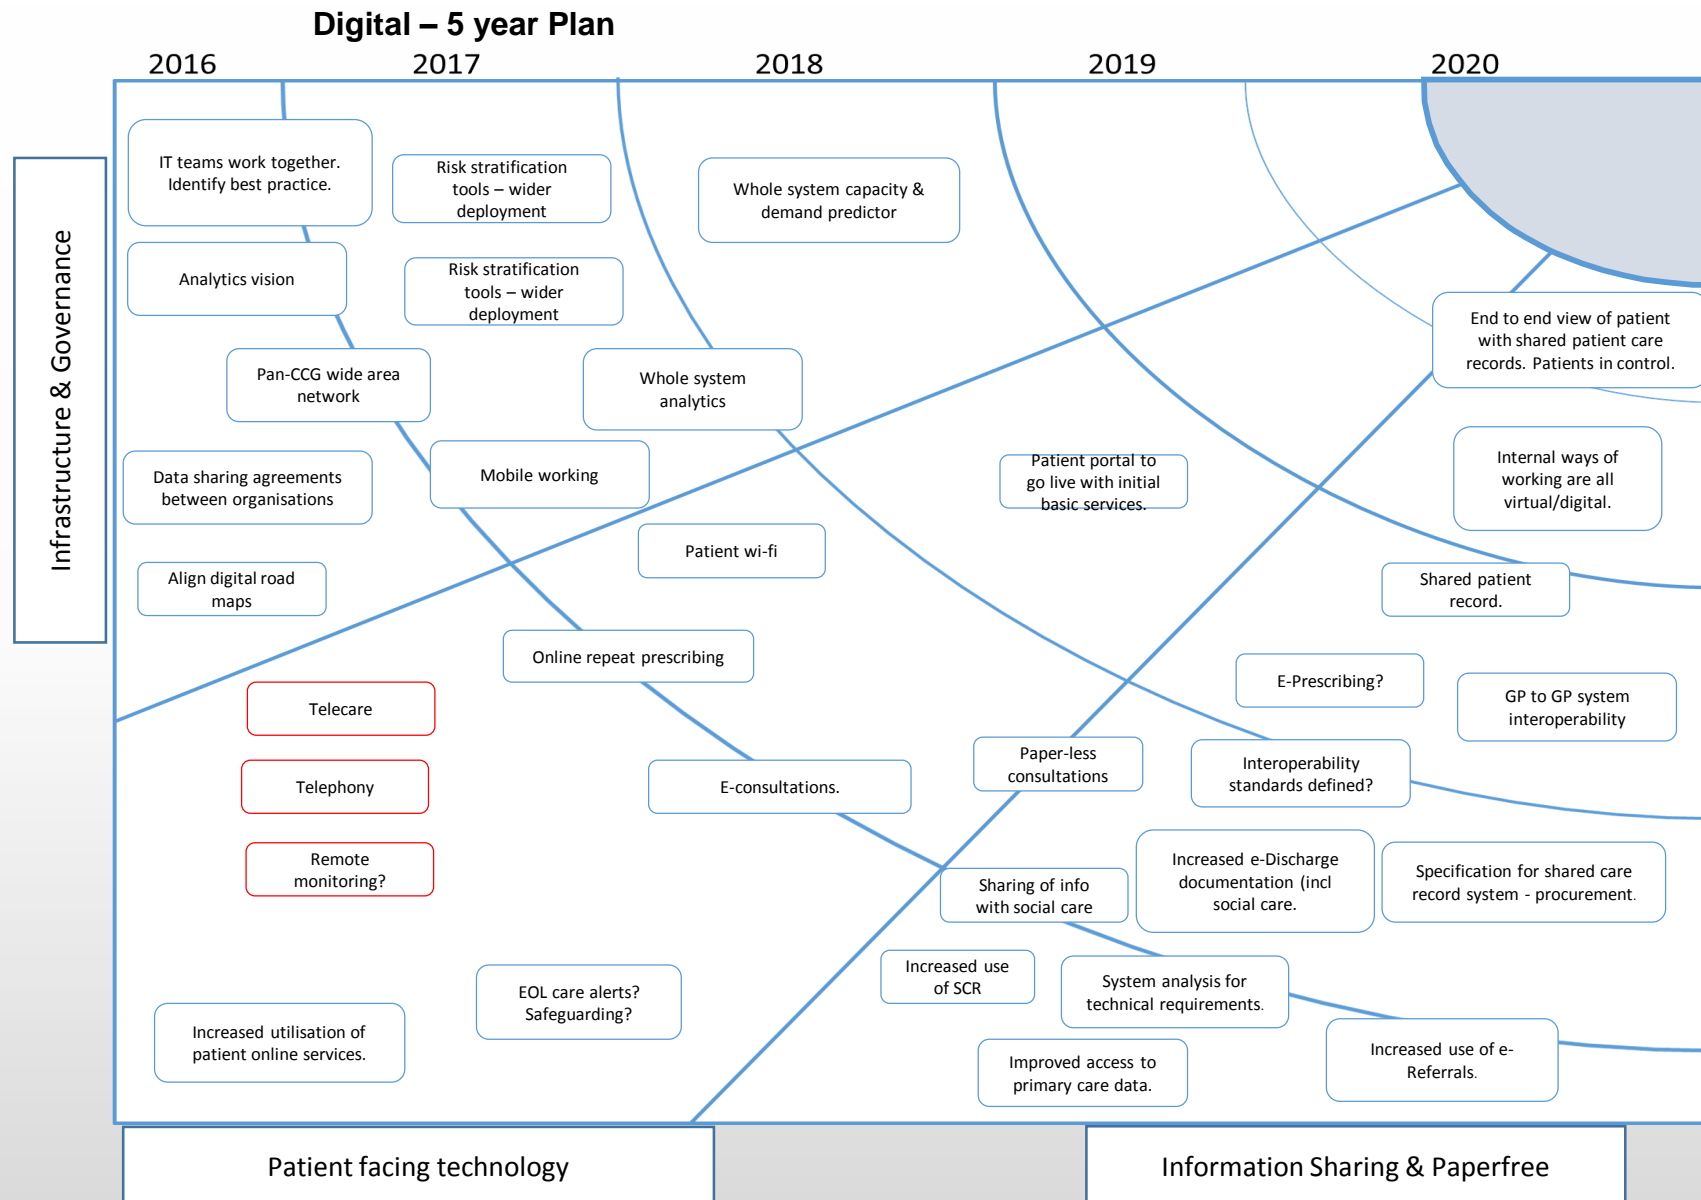 Digital – 5 year Plan
2016
2017
2018
2019
2020
Infrastructure & Governance
IT teams work together.
Identify best practice.
Risk stratification
tools – wider
deployment
Whole system capacity &
demand predictor
Analytics vision
Risk stratification
tools – wider
deployment
End to end view of patient
with shared patient care
records. Patients in control.
Pan-CCG wide area
network
Whole system
analytics
Data sharing agreements
between organisations
Mobile working
Patient portal to
go live with initial
basic services.
Internal ways of
working are all
virtual/digital.
Patient wi-fi
Align digital road
maps
Shared patient
record.
Online repeat prescribing
E-Prescribing?
GP to GP system
interoperability
Telecare
Telephony
E-consultations.
Paper-less
consultations
Interoperability
standards defined?
Remote
monitoring?
Sharing of info
with social care
Increased e-Discharge
documentation (incl
social care.
Specification for shared care
record system - procurement.
Increased use
of SCR
System analysis for
technical requirements.
EOL care alerts?
Safeguarding?
Increased utilisation of
patient online services.
Improved access to
primary care data.
Increased use of e-
Referrals.
Patient facing technology
Information Sharing & Paperfree